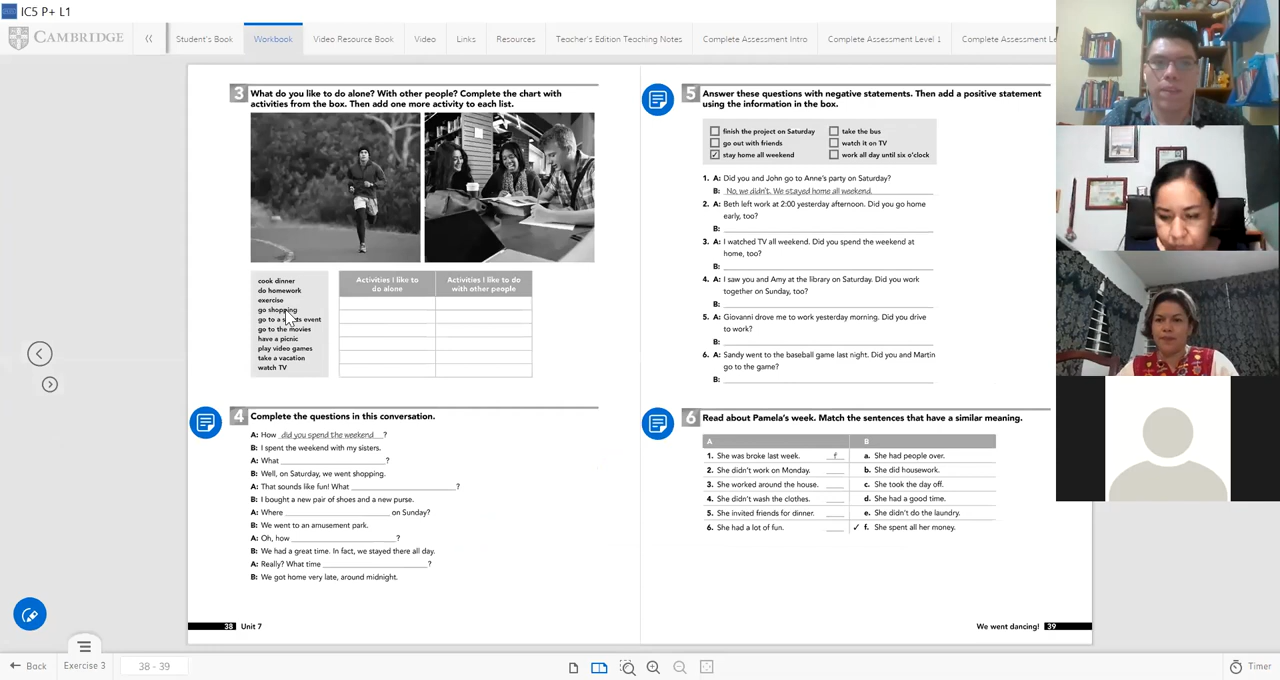 IC5 P+ L1
CAMBRIDGE
Student's Book
Workbook
Video Resource Book
Video
Links
Resources
Teacher's Edition Teaching Notes
Complete Assessment Intro
Complete Assessment Level 1
Complete Assessment Le
3 What do you like to do alone? With other people? Complete the chart with
activities from the box. Then add one more activity to each list.
cook dinner
do homework
exercise
go shopping
go to a sports event
go to the movies
have a picnic
play video games
take a vacation
watch TV
Activities I like to
do alone
Activities I like to do
with other people
4 Complete the questions in this conversation.
A: How did you spend the weekend ?
B: I spent the weekend with my sisters.
A: What ?
B: Well, on Saturday, we went shopping.
A: That sounds like fun! What ?
B: I bought a new pair of shoes and a new purse.
A: Where on Sunday?
B: We went to an amusement park.
A: Oh, how ?
B: We had a great time. In fact, we stayed there all day.
A: Really? What time ?
B: We got home very late, around midnight.
38 Unit 7
5 Answer these questions with negative statements. Then add a positive statement
using the information in the box.
finish the project on Saturday
go out with friends
✓ stay home all weekend
take the bus
watch it on TV
work all day until six o'clock
1. A: Did you and John go to Anne's party on Saturday?
B: No, we didn't. We stayed home all weekend.
2. A: Beth left work at 2:00 yesterday afternoon. Did you go home
early, too?
B:
3. A: I watched TV all weekend. Did you spend the weekend at
home, too?
B:
4. A: I saw you and Amy at the library on Saturday. Did you work
together on Sunday, too?
B:
5. A: Giovanni drove me to work yesterday morning. Did you drive
to work?
B:
6. A: Sandy went to the baseball game last night. Did you and Martin
go to the game?
B:
6 Read about Pamela's week. Match the sentences that have a similar meaning.
A B
1. She was broke last week. f a. She had people over.
2. She didn't work on Monday. b. She did housework.
3. She worked around the house. c. She took the day off.
4. She didn't wash the clothes. d. She had a good time.
5. She invited friends for dinner. e. She didn't do the laundry.
6. She had a lot of fun. ✓ f. She spent all her money.
We went dancing! 39
Back
Exercise 3
38 - 39
Timer